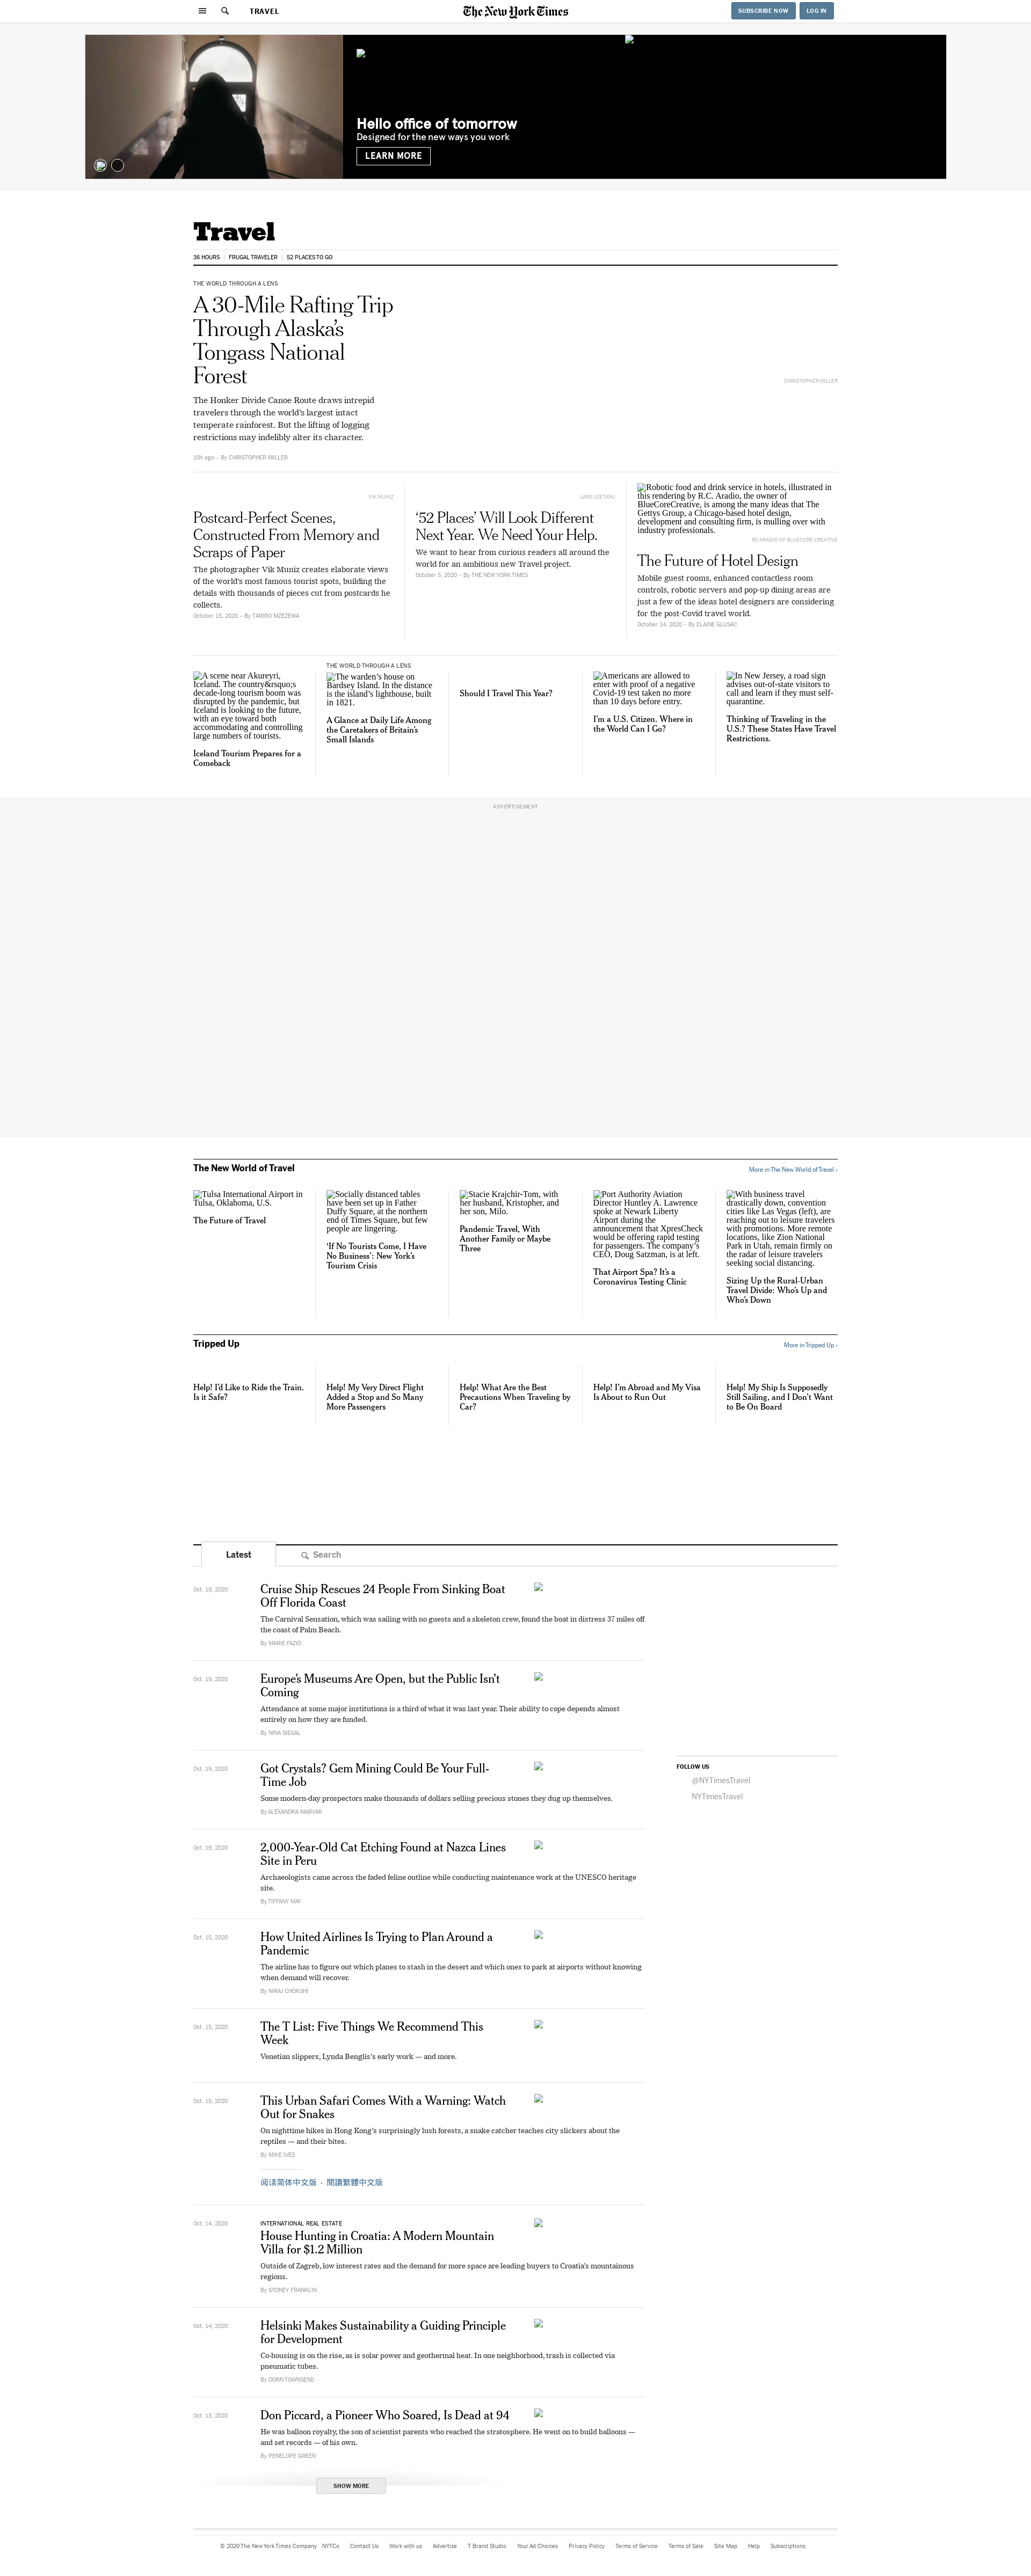 TRAVEL
The New York Times
SUBSCRIBE NOW
LOG IN
Hello office of tomorrow
Designed for the new ways you work
LEARN MORE
Travel
36 HOURS
FRUGAL TRAVELER
52 PLACES TO GO
THE WORLD THROUGH A LENS
A 30-Mile Rafting Trip
Through Alaska’s
Tongass National
Forest
The Honker Divide Canoe Route draws intrepid
travelers through the world’s largest intact
temperate rainforest. But the lifting of logging
restrictions may indelibly alter its character.
10h ago - By CHRISTOPHER MILLER
CHRISTOPHER MILLER
VIK MUNIZ
Postcard-Perfect Scenes,
Constructed From Memory and
Scraps of Paper
The photographer Vik Muniz creates elaborate views
of the world’s most famous tourist spots, building the
details with thousands of pieces cut from postcards he
collects.
October 15, 2020 - By TARIRO MZEZEWA
LARS LEETARU
‘52 Places’ Will Look Different
Next Year. We Need Your Help.
We want to hear from curious readers all around the
world for an ambitious new Travel project.
October 5, 2020 - By THE NEW YORK TIMES
Robotic food and drink service in hotels, illustrated in
this rendering by R.C. Aradio, the owner of
BlueCoreCreative, is among the many ideas that The
Gettys Group, a Chicago-based hotel design,
development and consulting firm, is mulling over with
industry professionals.
RC ARADIO OF BLUECORE CREATIVE
The Future of Hotel Design
Mobile guest rooms, enhanced contactless room
controls, robotic servers and pop-up dining areas are
just a few of the ideas hotel designers are considering
for the post-Covid travel world.
October 14, 2020 - By ELAINE GLUSAC
A scene near Akureyri,
Iceland. The country&rsquo;s
decade-long tourism boom was
disrupted by the pandemic, but
Iceland is looking to the future,
with an eye toward both
accommodating and controlling
large numbers of tourists.
Iceland Tourism Prepares for a
Comeback
THE WORLD THROUGH A LENS
The warden’s house on
Bardsey Island. In the distance
is the island’s lighthouse, built
in 1821.
A Glance at Daily Life Among
the Caretakers of Britain’s
Small Islands
Should I Travel This Year?
Americans are allowed to
enter with proof of a negative
Covid-19 test taken no more
than 10 days before entry.
I’m a U.S. Citizen. Where in
the World Can I Go?
In New Jersey, a road sign
advises out-of-state visitors to
call and learn if they must self-
quarantine.
Thinking of Traveling in the
U.S.? These States Have Travel
Restrictions.
ADVERTISEMENT
The New World of Travel
More in The New World of Travel ›
Tulsa International Airport in
Tulsa, Oklahoma, U.S.
The Future of Travel
Socially distanced tables
have been set up in Father
Duffy Square, at the northern
end of Times Square, but few
people are lingering.
‘If No Tourists Come, I Have
No Business’: New York’s
Tourism Crisis
Stacie Krajchir-Tom, with
her husband, Kristopher, and
her son, Milo.
Pandemic Travel, With
Another Family or Maybe
Three
Port Authority Aviation
Director Huntley A. Lawrence
spoke at Newark Liberty
Airport during the
announcement that XpresCheck
would be offering rapid testing
for passengers. The company’s
CEO, Doug Satzman, is at left.
That Airport Spa? It’s a
Coronavirus Testing Clinic
With business travel
drastically down, convention
cities like Las Vegas (left), are
reaching out to leisure travelers
with promotions. More remote
locations, like Zion National
Park in Utah, remain firmly on
the radar of leisure travelers
seeking social distancing.
Sizing Up the Rural-Urban
Travel Divide: Who’s Up and
Who’s Down
Tripped Up
More in Tripped Up ›
Help! I’d Like to Ride the Train.
Is it Safe?
Help! My Very Direct Flight
Added a Stop and So Many
More Passengers
Help! What Are the Best
Precautions When Traveling by
Car?
Help! I’m Abroad and My Visa
Is About to Run Out
Help! My Ship Is Supposedly
Still Sailing, and I Don’t Want
to Be On Board
Latest
Search
Oct. 19, 2020
Cruise Ship Rescues 24 People From Sinking Boat
Off Florida Coast
The Carnival Sensation, which was sailing with no guests and a skeleton crew, found the boat in distress 37 miles off
the coast of Palm Beach.
By MARIE FAZIO
Oct. 19, 2020
Europe’s Museums Are Open, but the Public Isn’t
Coming
Attendance at some major institutions is a third of what it was last year. Their ability to cope depends almost
entirely on how they are funded.
By NINA SIEGAL
Oct. 19, 2020
Got Crystals? Gem Mining Could Be Your Full-
Time Job
Some modern-day prospectors make thousands of dollars selling precious stones they dug up themselves.
By ALEXANDRA MARVAR
FOLLOW US
@NYTimesTravel
NYTimesTravel
Oct. 19, 2020
2,000-Year-Old Cat Etching Found at Nazca Lines
Site in Peru
Archaeologists came across the faded feline outline while conducting maintenance work at the UNESCO heritage
site.
By TIFFANY MAY
Oct. 15, 2020
How United Airlines Is Trying to Plan Around a
Pandemic
The airline has to figure out which planes to stash in the desert and which ones to park at airports without knowing
when demand will recover.
By NIRAJ CHOKSHI
Oct. 15, 2020
The T List: Five Things We Recommend This
Week
Venetian slippers, Lynda Benglis’s early work — and more.
Oct. 15, 2020
This Urban Safari Comes With a Warning: Watch
Out for Snakes
On nighttime hikes in Hong Kong’s surprisingly lush forests, a snake catcher teaches city slickers about the
reptiles — and their bites.
By MIKE IVES
阅读简体中文版 · 閱讀繁體中文版
Oct. 14, 2020
INTERNATIONAL REAL ESTATE
House Hunting in Croatia: A Modern Mountain
Villa for $1.2 Million
Outside of Zagreb, low interest rates and the demand for more space are leading buyers to Croatia’s mountainous
regions.
By SYDNEY FRANKLIN
Oct. 14, 2020
Helsinki Makes Sustainability a Guiding Principle
for Development
Co-housing is on the rise, as is solar power and geothermal heat. In one neighborhood, trash is collected via
pneumatic tubes.
By DORN TOWNSEND
Oct. 13, 2020
Don Piccard, a Pioneer Who Soared, Is Dead at 94
He was balloon royalty, the son of scientist parents who reached the stratosphere. He went on to build balloons —
and set records — of his own.
By PENELOPE GREEN
SHOW MORE
© 2020 The New York Times Company
NYTCo
Contact Us
Work with us
Advertise
T Brand Studio
Your Ad Choices
Privacy Policy
Terms of Service
Terms of Sale
Site Map
Help
Subscriptions